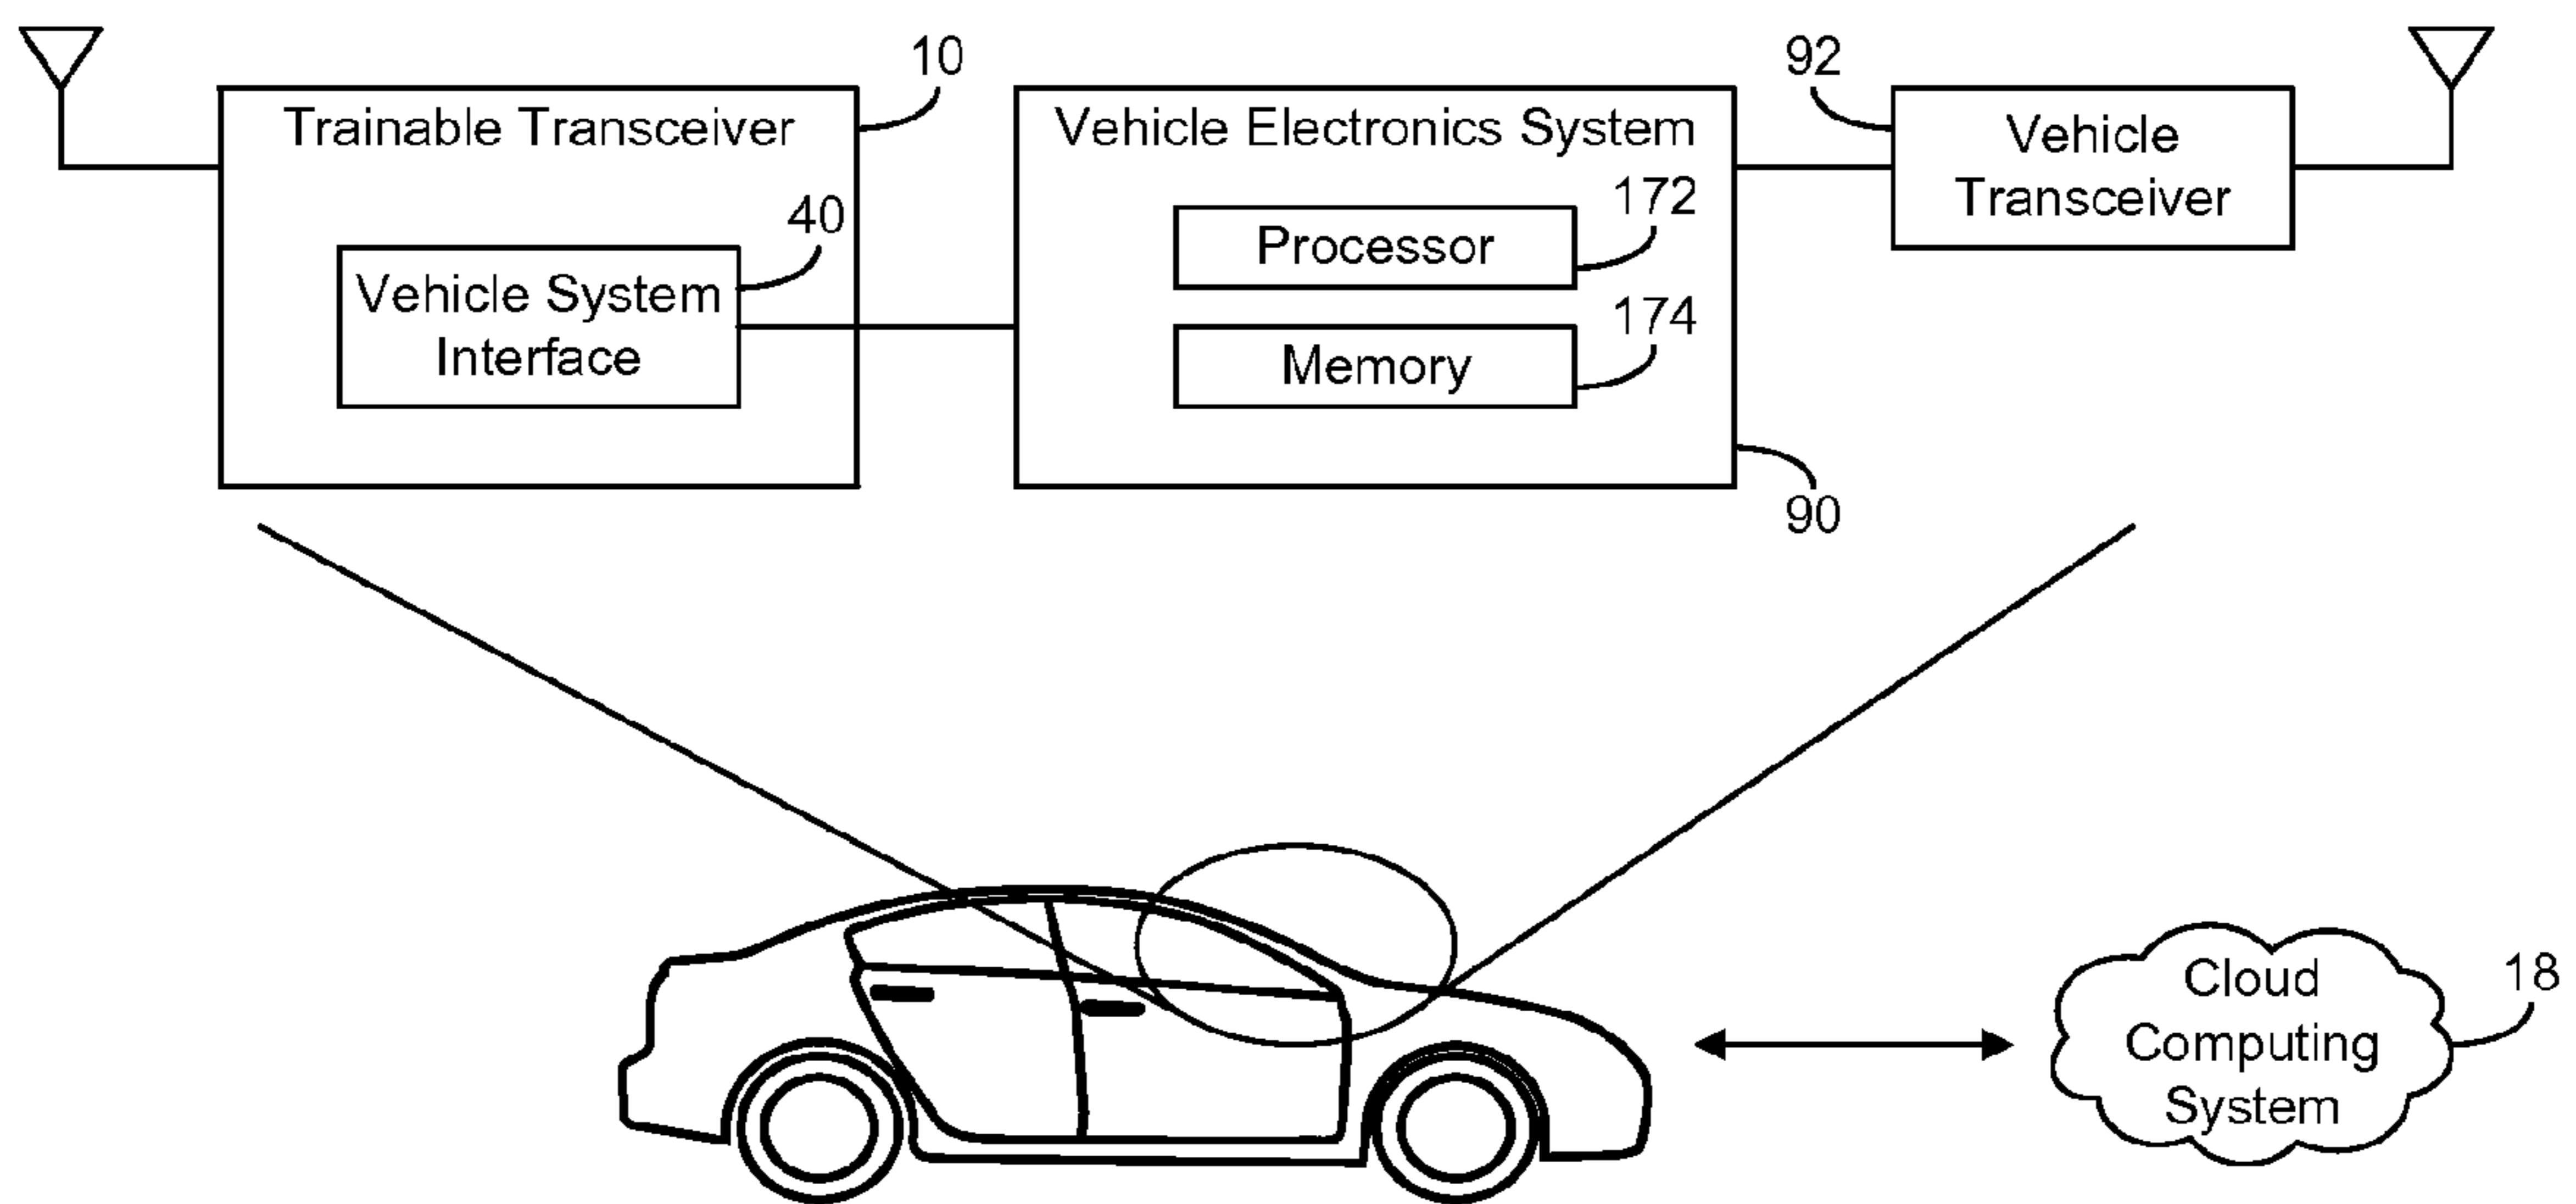 10
92
Trainable Transceiver
Vehicle Electronics System
Vehicle
Transceiver
40
172
Vehicle System
Interface
Processor
174
Memory
90
18
Cloud
Computing
System